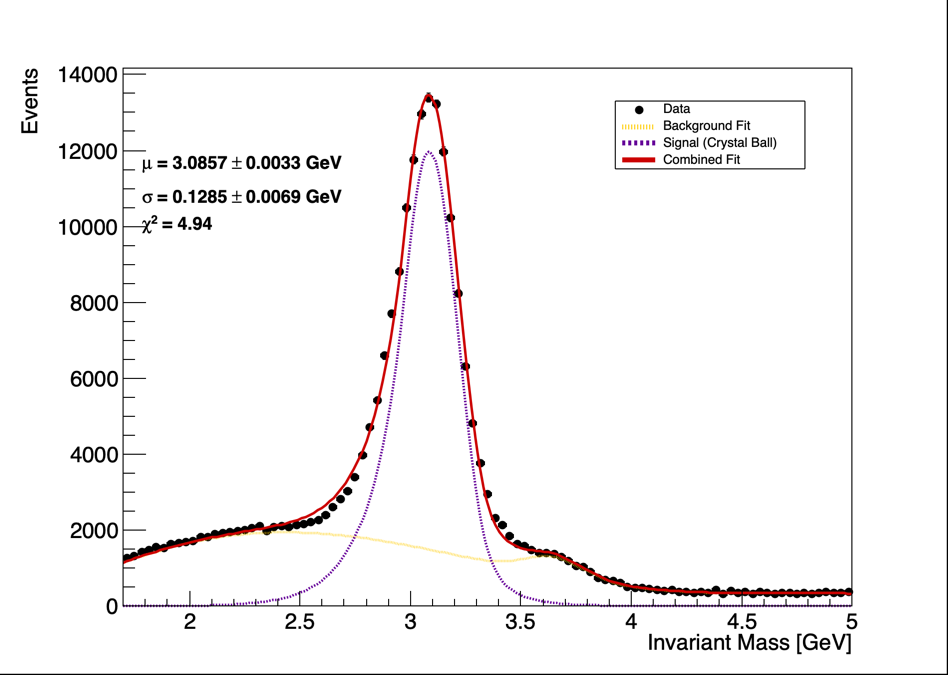 Events
14000
12000
10000
8000
6000
4000
2000
0
μ = 3.0857 ± 0.0033 GeV
σ = 0.1285 ± 0.0069 GeV
χ² = 4.94
Data
Background Fit
Signal (Crystal Ball)
Combined Fit
2 2.5 3 3.5 4 4.5 5
Invariant Mass [GeV]